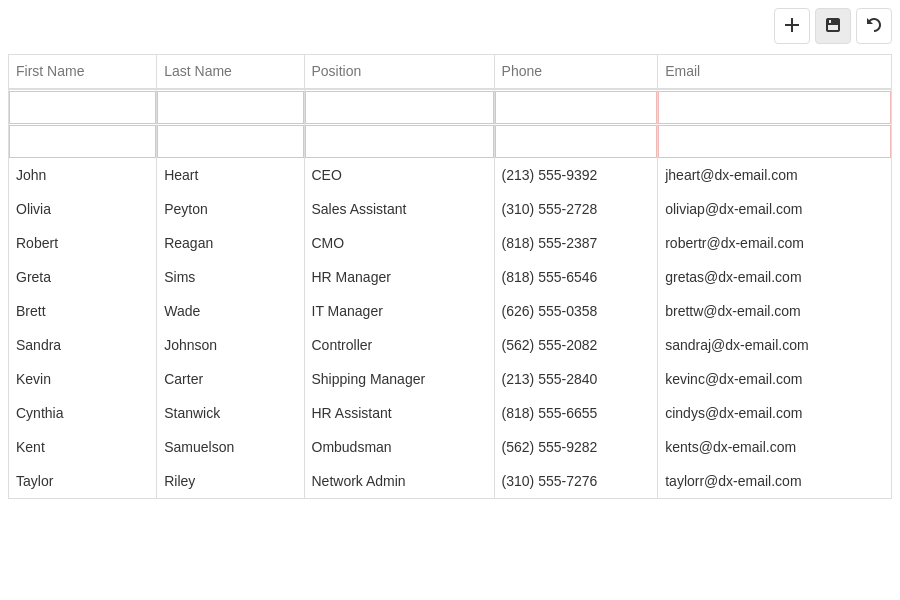 First Name Last Name Position Phone Email
John Heart CEO (213) 555-9392 jheart@dx-email.com
Olivia Peyton Sales Assistant (310) 555-2728 oliviap@dx-email.com
Robert Reagan CMO (818) 555-2387 robertr@dx-email.com
Greta Sims HR Manager (818) 555-6546 gretas@dx-email.com
Brett Wade IT Manager (626) 555-0358 brettw@dx-email.com
Sandra Johnson Controller (562) 555-2082 sandraj@dx-email.com
Kevin Carter Shipping Manager (213) 555-2840 kevinc@dx-email.com
Cynthia Stanwick HR Assistant (818) 555-6655 cindys@dx-email.com
Kent Samuelson Ombudsman (562) 555-9282 kents@dx-email.com
Taylor Riley Network Admin (310) 555-7276 taylorr@dx-email.com